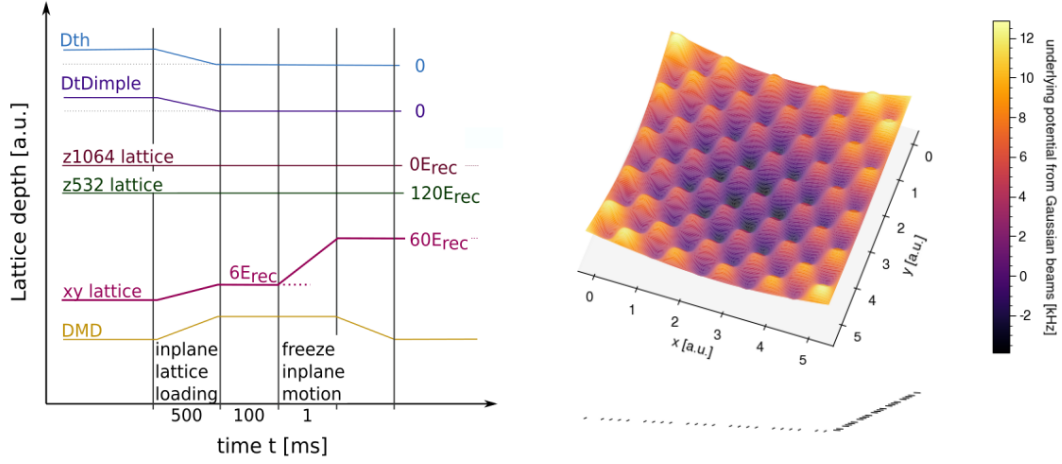 Lattice depth [a.u.]
Dth
0
DtDimple
0
z1064 lattice
0Erec
z532 lattice
120Erec
60Erec
6Erec
xy lattice
DMD
inplane
lattice
loading
freeze
inplane
motion
500
100
1
time t [ms]
0
1
2
3
4
5
x [a.u.]
0
1
2
3
4
5
y [a.u.]
12
10
8
6
4
2
0
-2
underlying potential from Gaussian beams [kHz]